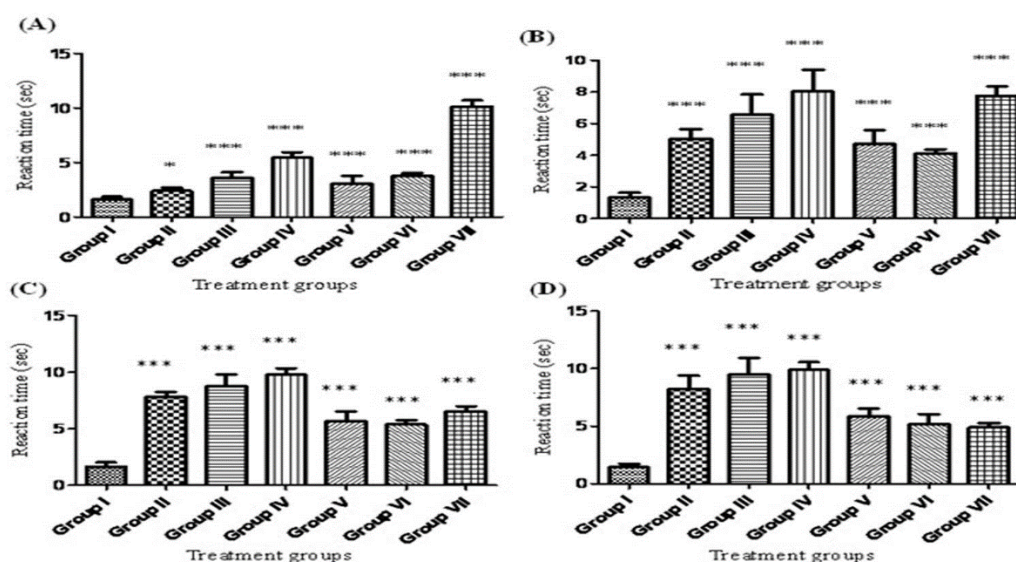 (A)
Reaction time (sec)
15
10
5
0
*
***
***
***
***
***
Group I
Group II
Group III
Group IV
Group V
Group VI
Group VII
Treatment groups
(B)
Reaction time (sec)
10
8
6
4
2
0
***
***
***
***
***
***
Group I
Group II
Group III
Group IV
Group V
Group VI
Group VII
Treatment groups
(C)
Reaction time (sec)
15
10
5
0
***
***
***
***
***
***
Group I
Group II
Group III
Group IV
Group V
Group VI
Group VII
Treatment groups
(D)
Reaction time (sec)
15
10
5
0
***
***
***
***
***
***
Group I
Group II
Group III
Group IV
Group V
Group VI
Group VII
Treatment groups